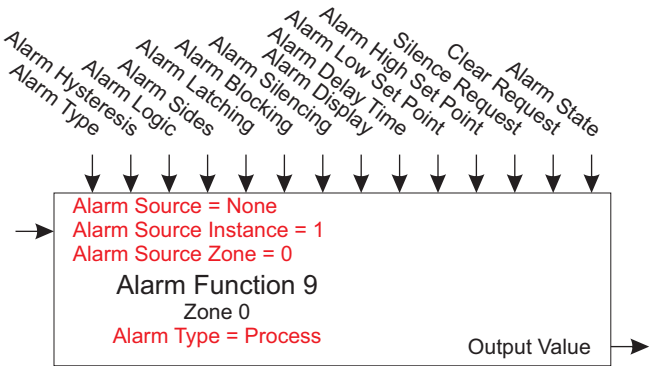 Alarm Type
Alarm Hysteresis
Alarm Logic
Alarm Sides
Alarm Latching
Alarm Blocking
Alarm Silencing
Alarm Display
Alarm Delay Time
Alarm Low Set Point
Alarm High Set Point
Silence Request
Clear Request
Alarm State
Alarm Source = None
Alarm Source Instance = 1
Alarm Source Zone = 0
Alarm Function 9
Zone 0
Alarm Type = Process
Output Value